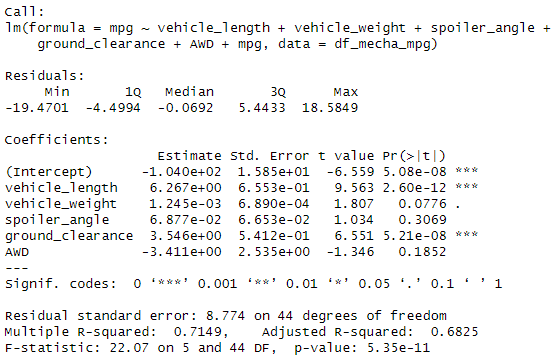 Call:
lm(formula = mpg ~ vehicle_length + vehicle_weight + spoiler_angle +
    ground_clearance + AWD + mpg, data = df_mecha_mpg)
Residuals:
     Min       1Q   Median       3Q      Max
-19.4701  -4.4994  -0.0692   5.4433  18.5849
Coefficients:
                   Estimate Std. Error t value Pr(>|t|)
(Intercept)      -1.040e+02  1.585e+01  -6.559 5.08e-08 ***
vehicle_length    6.267e+00  6.553e-01   9.563 2.60e-12 ***
vehicle_weight    1.245e-03  6.890e-04   1.807   0.0776 .
spoiler_angle     6.877e-02  6.653e-02   1.034   0.3069
ground_clearance  3.546e+00  5.412e-01   6.551 5.21e-08 ***
AWD              -3.411e+00  2.535e+00  -1.346   0.1852
---
Signif. codes:  0 ‘***’ 0.001 ‘**’ 0.01 ‘*’ 0.05 ‘.’ 0.1 ‘ ’ 1
Residual standard error: 8.774 on 44 degrees of freedom
Multiple R-squared:  0.7149,    Adjusted R-squared:  0.6825
F-statistic: 22.07 on 5 and 44 DF,  p-value: 5.35e-11